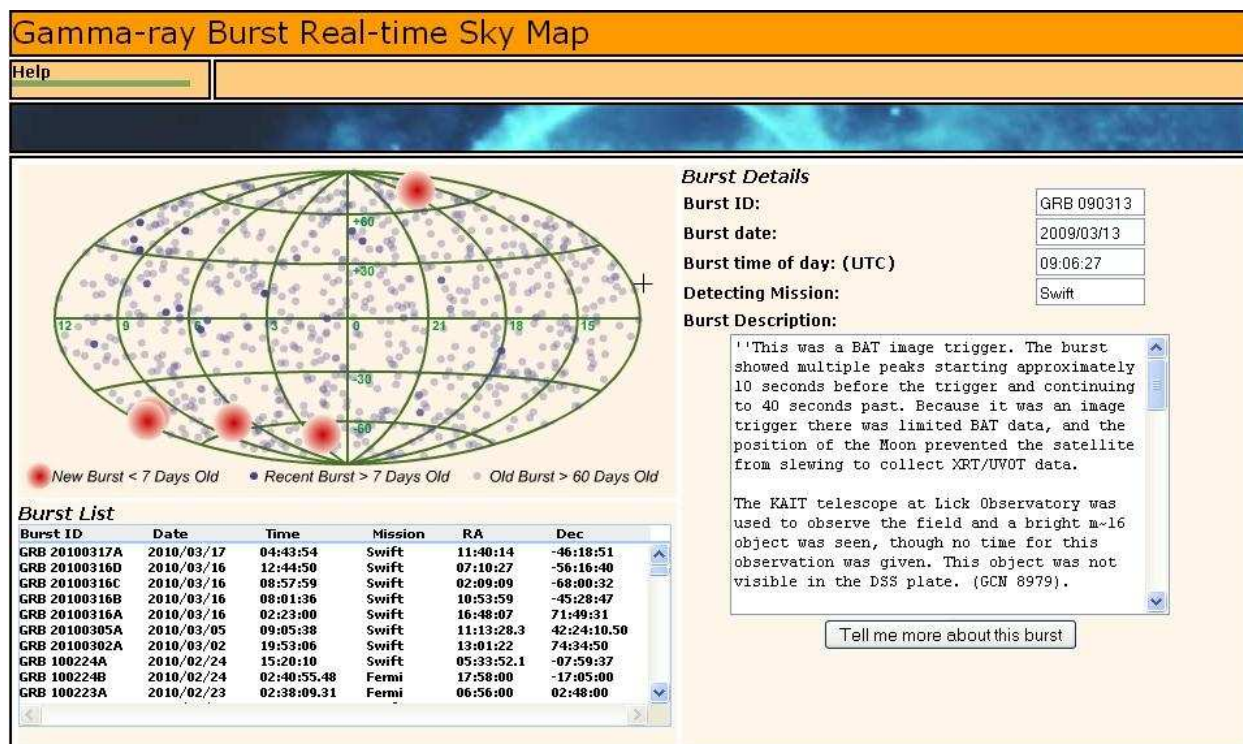 Gamma-ray Burst Real-time Sky Map
Help
+60
+30
12 9 6 3 0 21 18 15
-30
-60
New Burst < 7 Days Old Recent Burst > 7 Days Old Old Burst > 60 Days Old
Burst List
Burst ID Date Time Mission RA Dec
GRB 20100317A 2010/03/17 04:43:54 Swift 11:40:14 -46:18:51
GRB 20100316D 2010/03/16 12:44:50 Swift 07:10:27 -56:16:40
GRB 20100316C 2010/03/16 08:57:59 Swift 02:09:09 -68:00:32
GRB 20100316B 2010/03/16 08:01:36 Swift 10:53:59 -45:28:47
GRB 20100316A 2010/03/16 02:23:00 Swift 16:48:07 71:49:31
GRB 20100305A 2010/03/05 09:05:38 Swift 11:13:28.3 42:24:10.50
GRB 20100302A 2010/03/02 19:53:06 Swift 13:01:22 74:34:50
GRB 100224A 2010/02/24 15:20:10 Swift 05:33:52.1 -07:59:37
GRB 100224B 2010/02/24 02:40:55.48 Fermi 17:58:00 -17:05:00
GRB 100223A 2010/02/23 02:38:09.31 Fermi 06:56:00 02:48:00
Burst Details
Burst ID: GRB 090313
Burst date: 2009/03/13
Burst time of day: (UTC) 09:06:27
Detecting Mission: Swift
Burst Description:
''This was a BAT image trigger. The burst
showed multiple peaks starting approximately
10 seconds before the trigger and continuing
to 40 seconds past. Because it was an image
trigger there was limited BAT data, and the
position of the Moon prevented the satellite
from slewing to collect XRT/UVOT data.
The KAIT telescope at Lick Observatory was
used to observe the field and a bright m~16
object was seen, though no time for this
observation was given. This object was not
visible in the DSS plate. (GCN 8979).
Tell me more about this burst